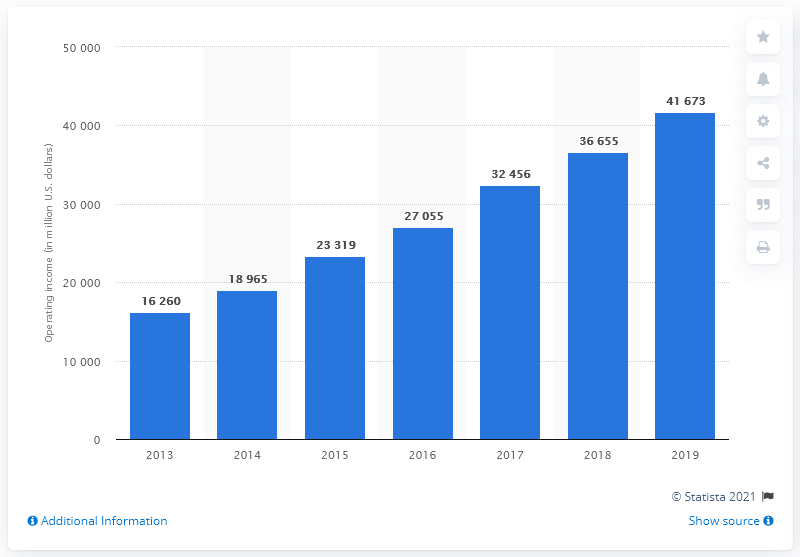 50 000
40 000
30 000
20 000
10 000
0
Operating income (in million U.S. dollars)
16 260
18 965
23 319
27 055
32 456
36 655
41 673
2013 2014 2015 2016 2017 2018 2019
© Statista 2021
Additional Information
Show source